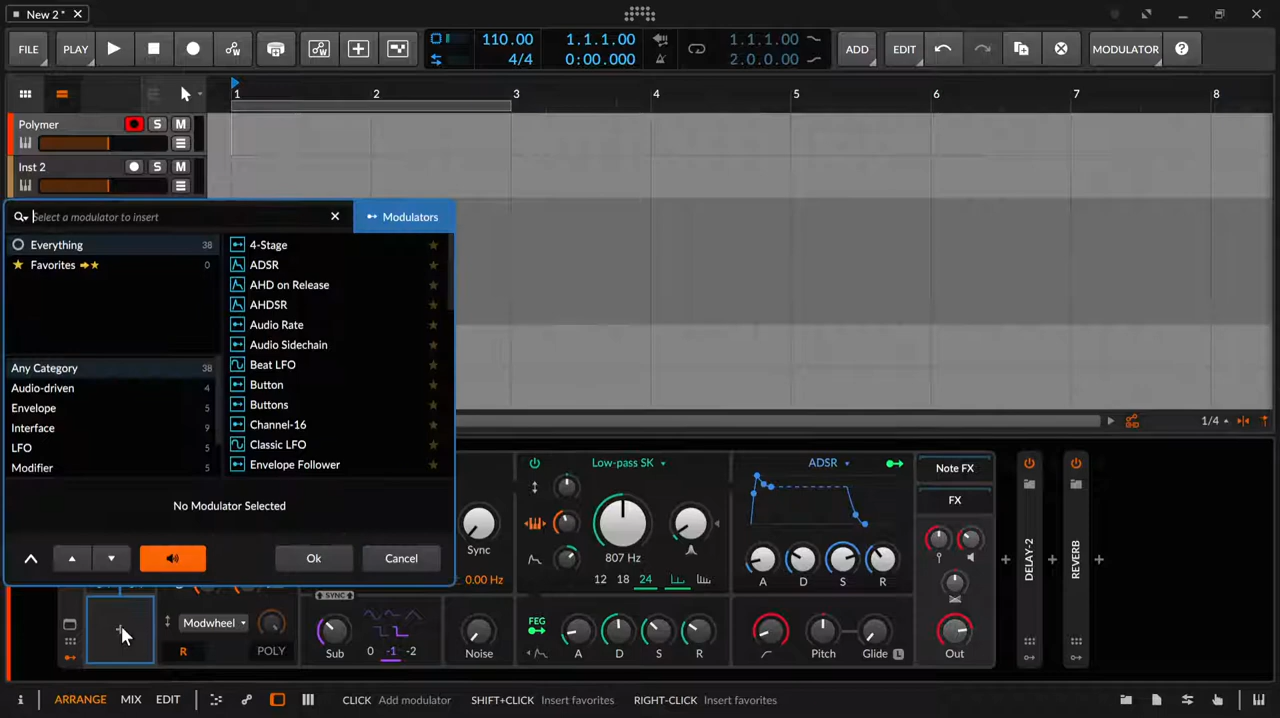 New 2 *
FILE
PLAY
110.00
4/4
1.1.1.00
0:00.000
1.1.1.00
2.0.0.00
ADD
EDIT
MODULATOR
1 2 3 4 5 6 7 8
Polymer S M
Inst 2 S M
Select a modulator to insert
Modulators
Everything 38
Favorites 0
Any Category 38
Audio-driven 4
Envelope 5
Interface 9
LFO 5
Modifier 5
4-Stage
ADSR
AHD on Release
AHDSR
Audio Rate
Audio Sidechain
Beat LFO
Button
Buttons
Channel-16
Classic LFO
Envelope Follower
No Modulator Selected
Ok
Cancel
1/4
Sync
0.00 Hz
Low-pass SK
807 Hz
12 18 24
ADSR
A D S R
Note FX
FX
DELAY-2
REVERB
Modwheel
R
POLY
SYNC
Sub 0 -1 -2
Noise
FEG
A D S R
Pitch
Glide L
Out
i
ARRANGE MIX EDIT
CLICK Add modulator SHIFT+CLICK Insert favorites RIGHT-CLICK Insert favorites